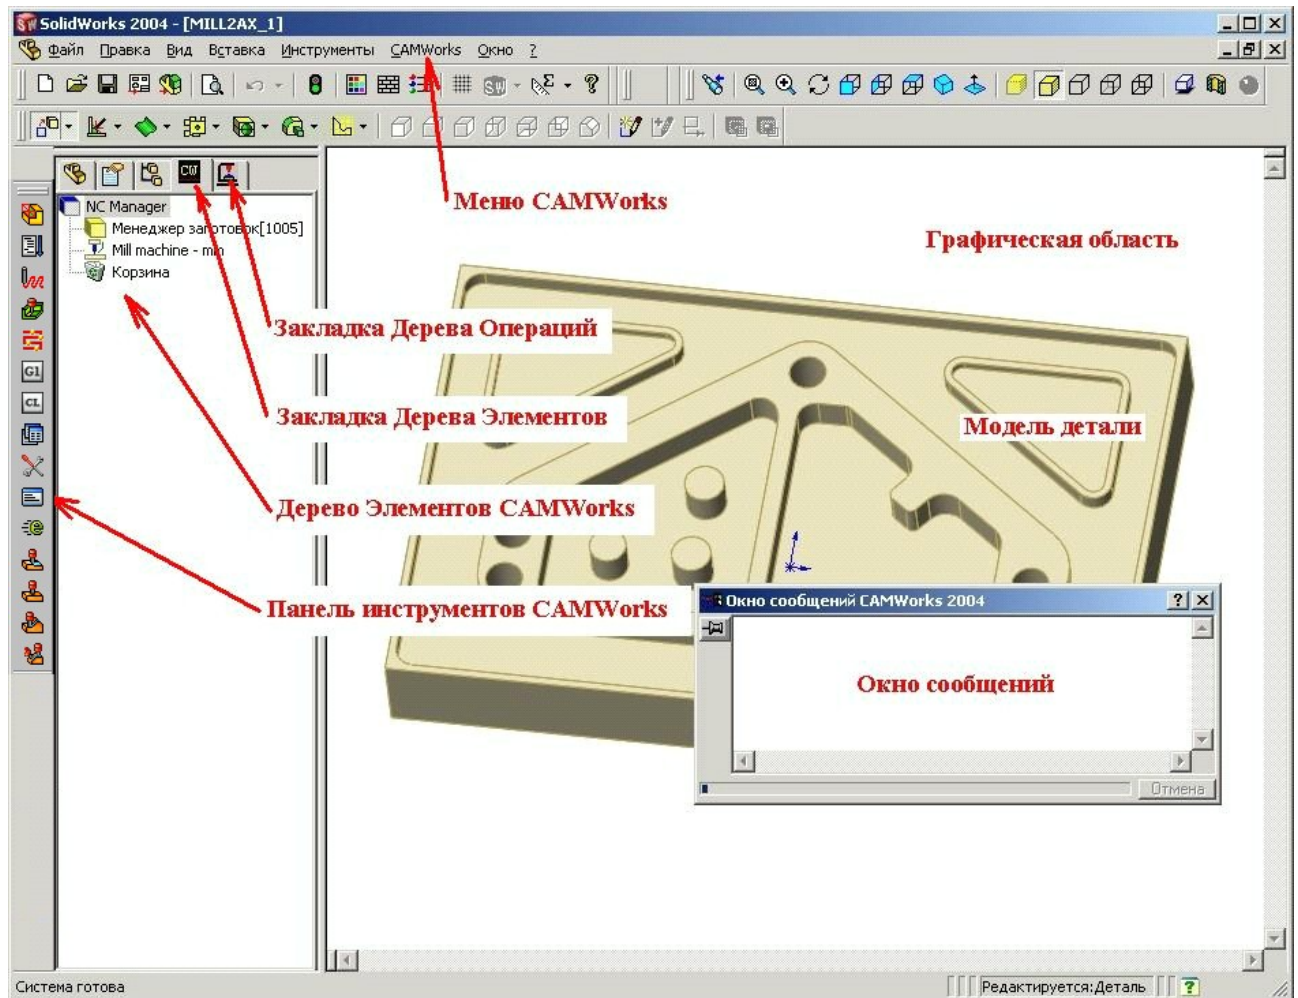 SolidWorks 2004 - [MILL2AX_1]
Файл Правка Вид Вставка Инструменты CAMWorks Окно ?
NC Manager
Менеджер заготовок[1005]
Mill machine - mm
Корзина
G1
CL
Меню CAMWorks
Графическая область
Закладка Дерева Операций
Закладка Дерева Элементов
Модель детали
Дерево Элементов CAMWorks
Панель инструментов CAMWorks
Окно сообщений CAMWorks 2004
Окно сообщений
Отмена
Система готова
Редактируется:Деталь